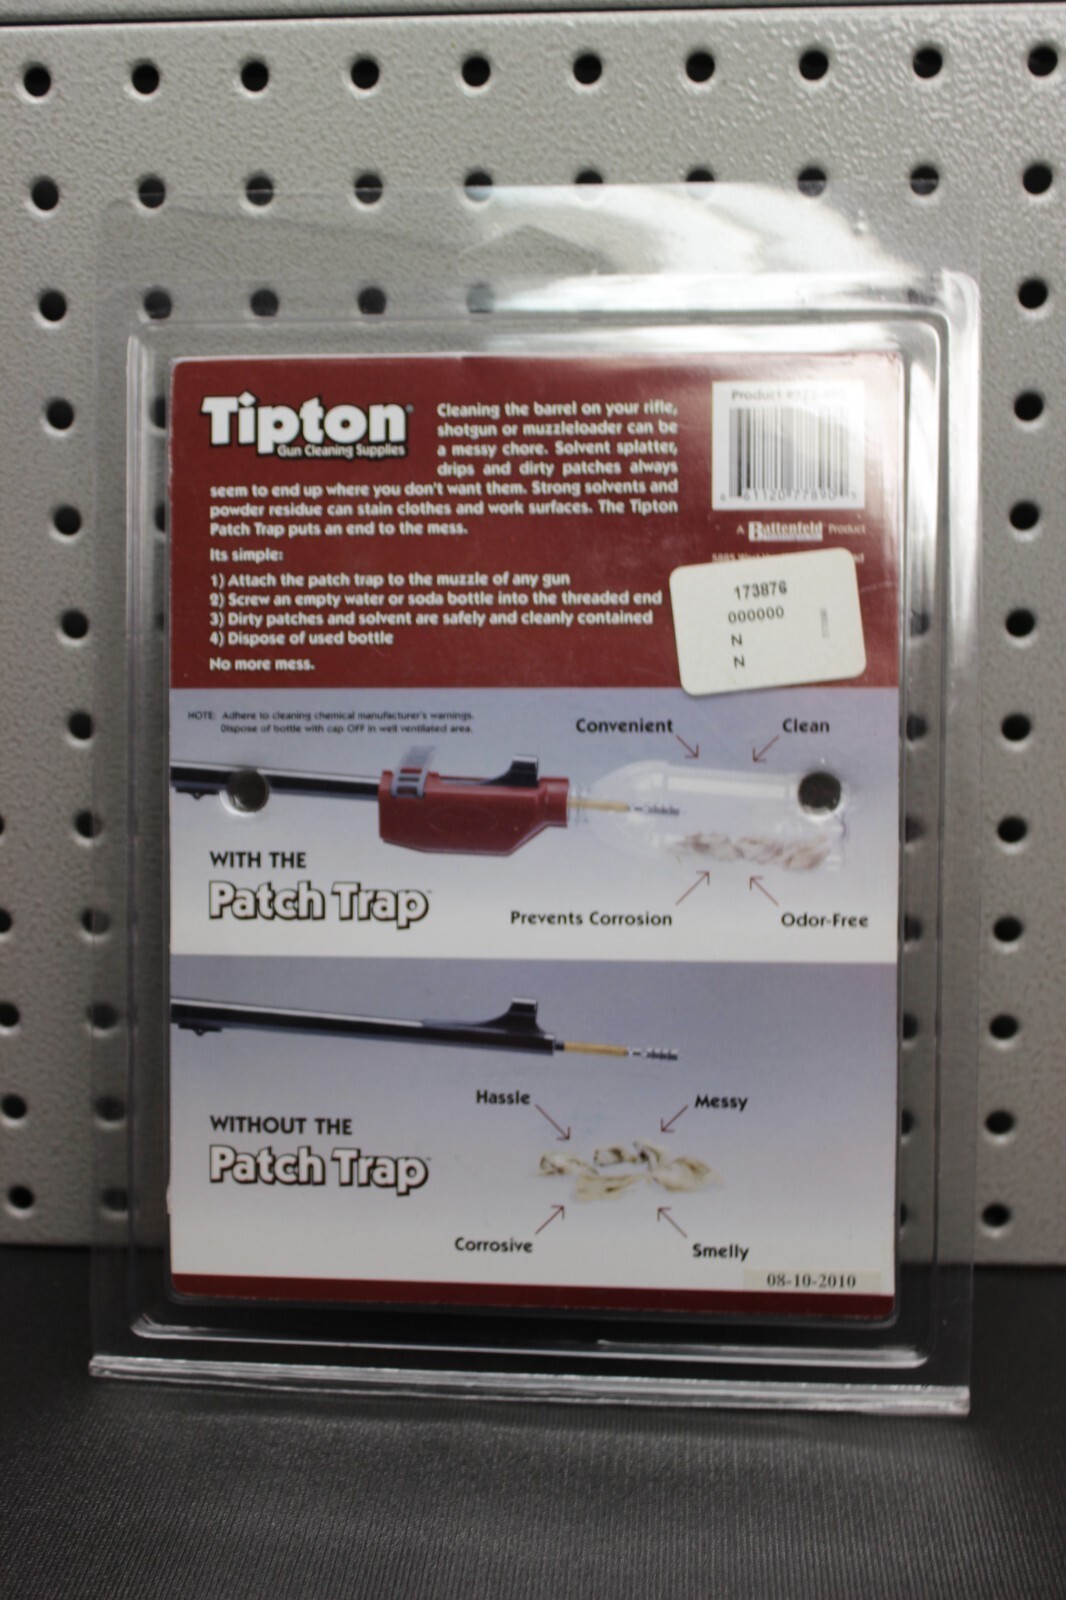 Tipton
Gun Cleaning Supplies
Cleaning the barrel on your rifle,
shotgun or muzzleloader can be
a messy chore. Solvent splatter,
drips and dirty patches always
seem to end up where you don't want them. Strong solvents and
powder residue can stain clothes and work surfaces. The Tipton
Patch Trap puts an end to the mess.
Its simple:
1) Attach the patch trap to the muzzle of any gun
2) Screw an empty water or soda bottle into the threaded end
3) Dirty patches and solvent are safely and cleanly contained
4) Dispose of used bottle
No more mess.
Product
6 61120 77890 5
A Battenfeld Product
173876
000000
N
N
NOTE: Adhere to cleaning chemical manufacturer's warnings.
Dispose of bottle with cap OFF in well ventilated area.
Convenient
Clean
WITH THE
Patch Trap™
Prevents Corrosion
Odor-Free
Hassle
Messy
WITHOUT THE
Patch Trap™
Corrosive
Smelly
08-10-2010